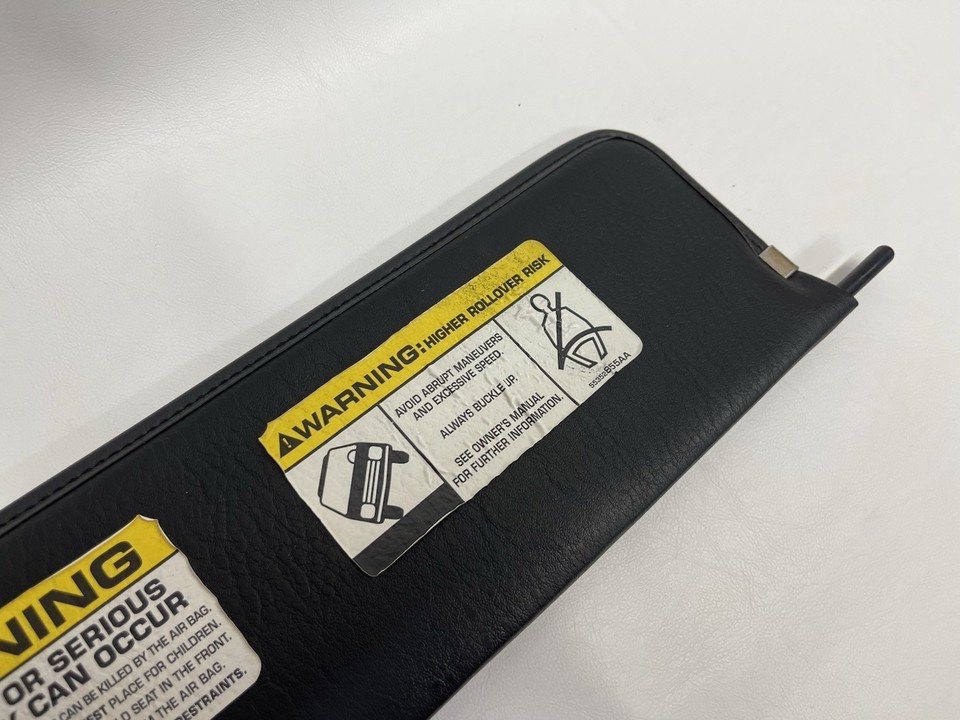 WARNING: HIGHER ROLLOVER RISK
AVOID ABRUPT MANEUVERS
AND EXCESSIVE SPEED.
ALWAYS BUCKLE UP.
SEE OWNER'S MANUAL
FOR FURTHER INFORMATION.
NING
OR SERIOUS
CAN OCCUR
CAN BE KILLED BY THE AIR BAG.
EST PLACE FOR CHILDREN.
D SEAT IN THE FRONT.
THE AIR BAG.
RESTRAINTS.